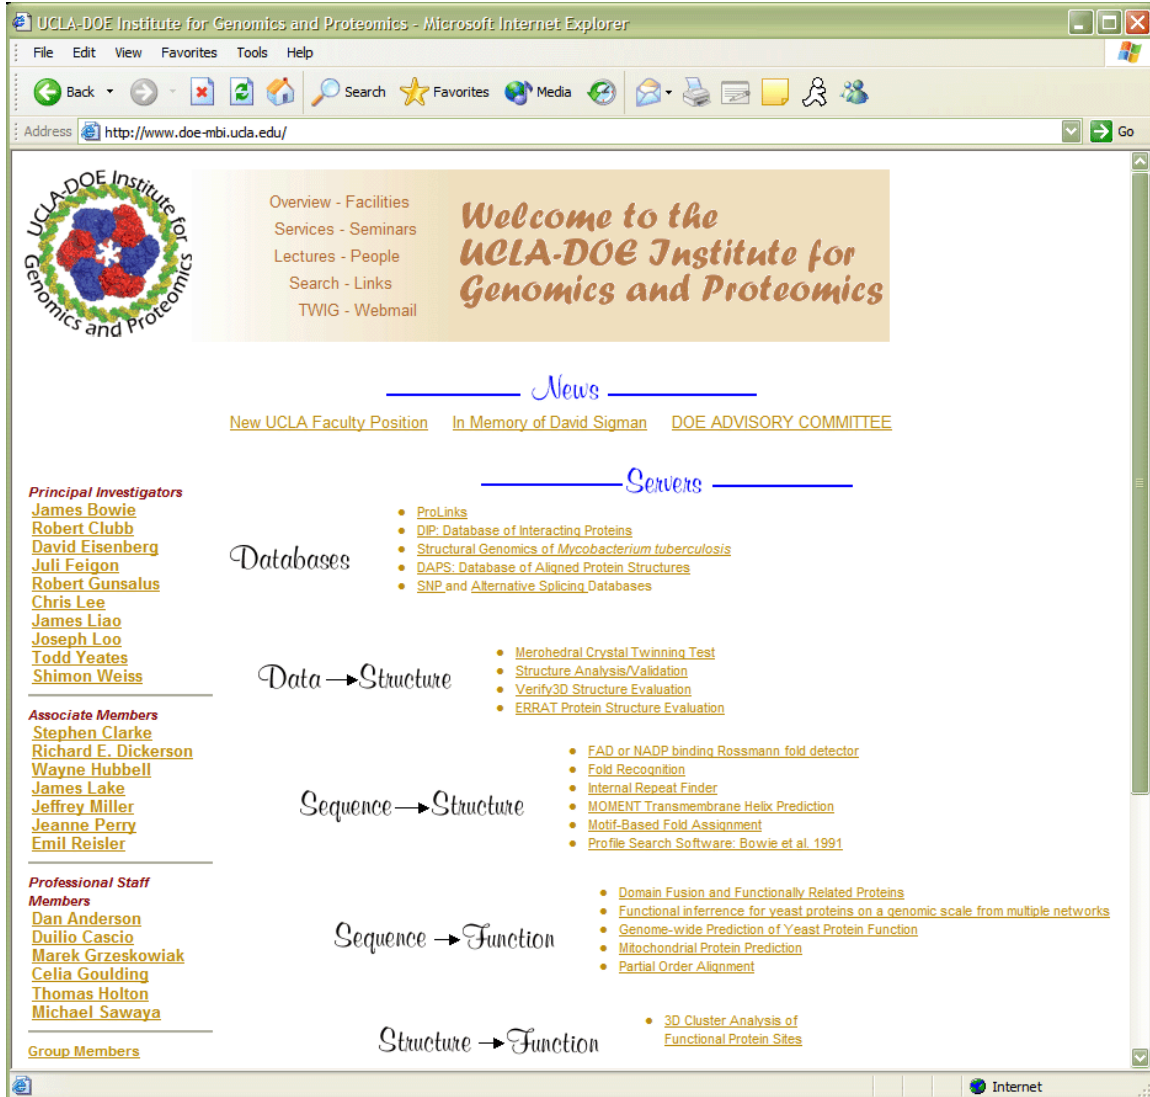 UCLA-DOE Institute for Genomics and Proteomics - Microsoft Internet Explorer
File Edit View Favorites Tools Help
Back Search Favorites Media
Address http://www.doe-mbi.ucla.edu/ Go
UCLA-DOE Institute for Genomics and Proteomics
Overview - Facilities
Services - Seminars
Lectures - People
Search - Links
TWIG - Webmail
Welcome to the
UCLA-DOE Institute for
Genomics and Proteomics
News
New UCLA Faculty Position In Memory of David Sigman DOE ADVISORY COMMITTEE
Principal Investigators
James Bowie
Robert Clubb
David Eisenberg
Juli Feigon
Robert Gunsalus
Chris Lee
James Liao
Joseph Loo
Todd Yeates
Shimon Weiss
Associate Members
Stephen Clarke
Richard E. Dickerson
Wayne Hubbell
James Lake
Jeffrey Miller
Jeanne Perry
Emil Reisler
Professional Staff
Members
Dan Anderson
Duilio Cascio
Marek Grzeskowiak
Celia Goulding
Thomas Holton
Michael Sawaya
Group Members
Servers
Databases
ProLinks
DIP: Database of Interacting Proteins
Structural Genomics of Mycobacterium tuberculosis
DAPS: Database of Aligned Protein Structures
SNP and Alternative Splicing Databases
Data → Structure
Merohedral Crystal Twinning Test
Structure Analysis/Validation
Verify3D Structure Evaluation
ERRAT Protein Structure Evaluation
Sequence → Structure
FAD or NADP binding Rossmann fold detector
Fold Recognition
Internal Repeat Finder
MOMENT Transmembrane Helix Prediction
Motif-Based Fold Assignment
Profile Search Software: Bowie et al. 1991
Sequence → Function
Domain Fusion and Functionally Related Proteins
Functional inferrence for yeast proteins on a genomic scale from multiple networks
Genome-wide Prediction of Yeast Protein Function
Mitochondrial Protein Prediction
Partial Order Alignment
Structure → Function
3D Cluster Analysis of
Functional Protein Sites
Internet